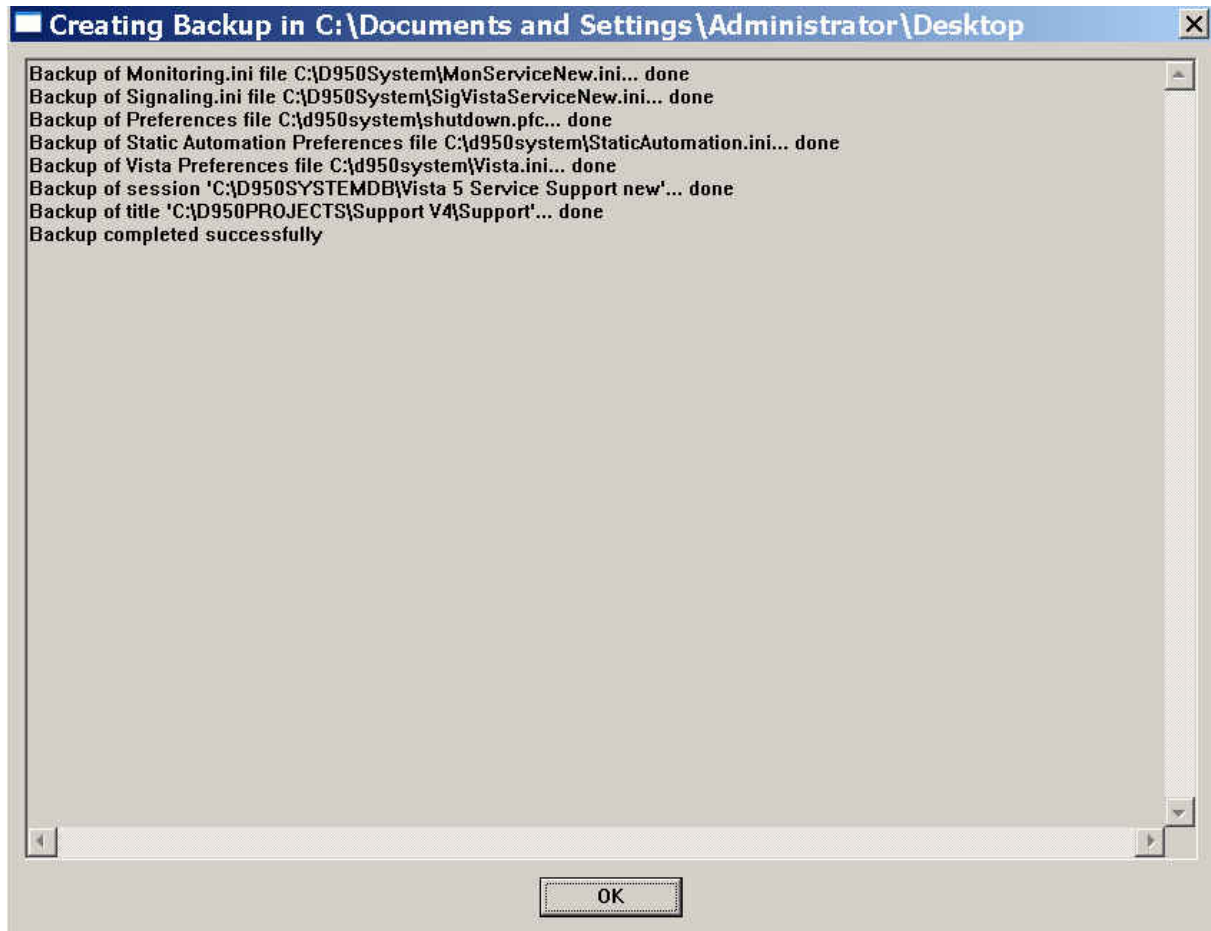 Creating Backup in C:\Documents and Settings\Administrator\Desktop
Backup of Monitoring.ini file C:\D950System\MonServiceNew.ini... done
Backup of Signaling.ini file C:\D950System\SigVistaServiceNew.ini... done
Backup of Preferences file C:\d950system\shutdown.pfc... done
Backup of Static Automation Preferences file C:\d950system\StaticAutomation.ini... done
Backup of Vista Preferences file C:\d950system\Vista.ini... done
Backup of session 'C:\D950SYSTEMDB\Vista 5 Service Support new'... done
Backup of title 'C:\D950PROJECTS\Support V4\Support'... done
Backup completed successfully
OK